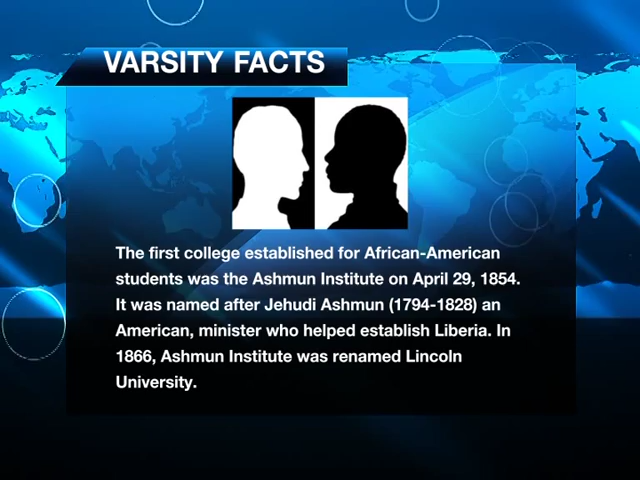 VARSITY FACTS
The first college established for African-American
students was the Ashmun Institute on April 29, 1854.
It was named after Jehudi Ashmun (1794-1828) an
American, minister who helped establish Liberia. In
1866, Ashmun Institute was renamed Lincoln
University.